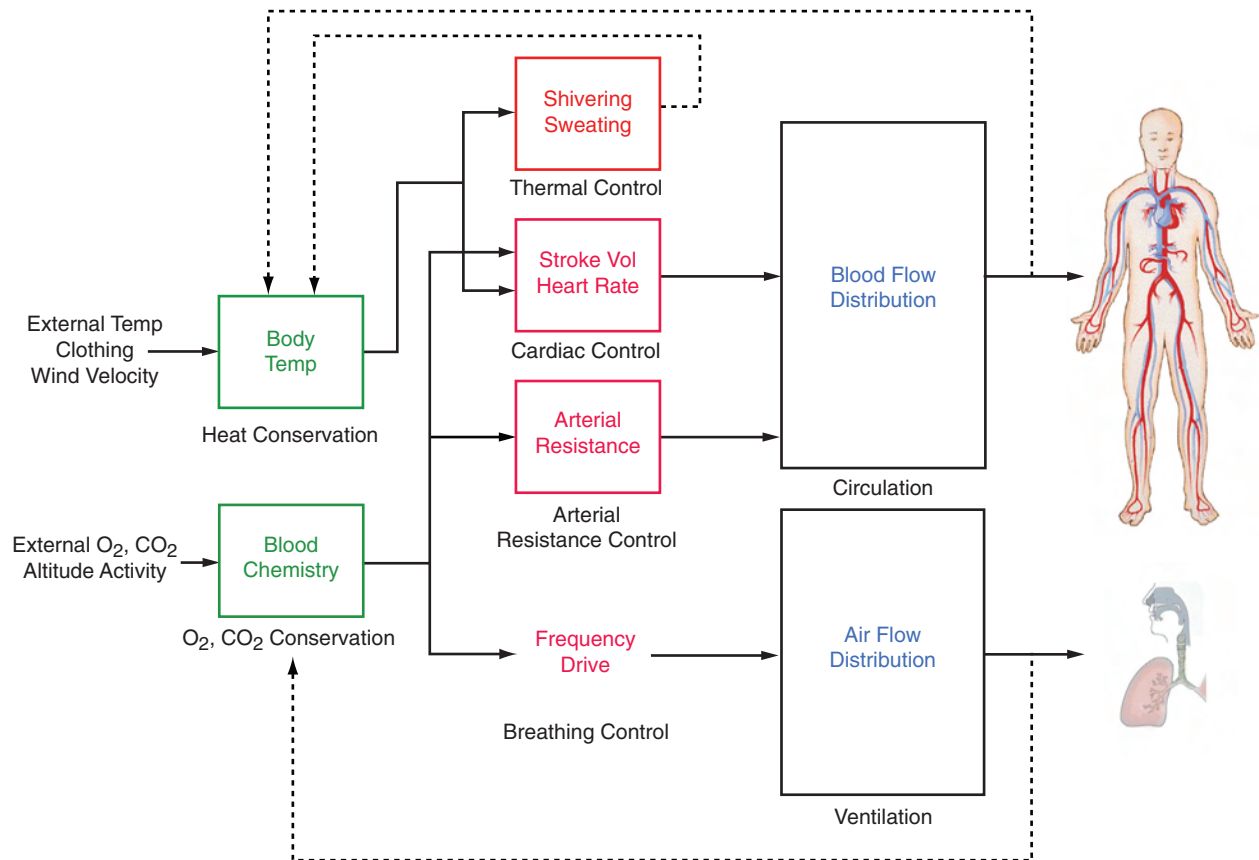 Shivering
Sweating
Thermal Control
Stroke Vol
Heart Rate
Cardiac Control
Blood Flow
Distribution
External Temp
Clothing
Wind Velocity
Body
Temp
Heat Conservation
Arterial
Resistance
Arterial
Resistance Control
Circulation
External O₂, CO₂
Altitude Activity
Blood
Chemistry
O₂, CO₂ Conservation
Frequency
Drive
Breathing Control
Air Flow
Distribution
Ventilation